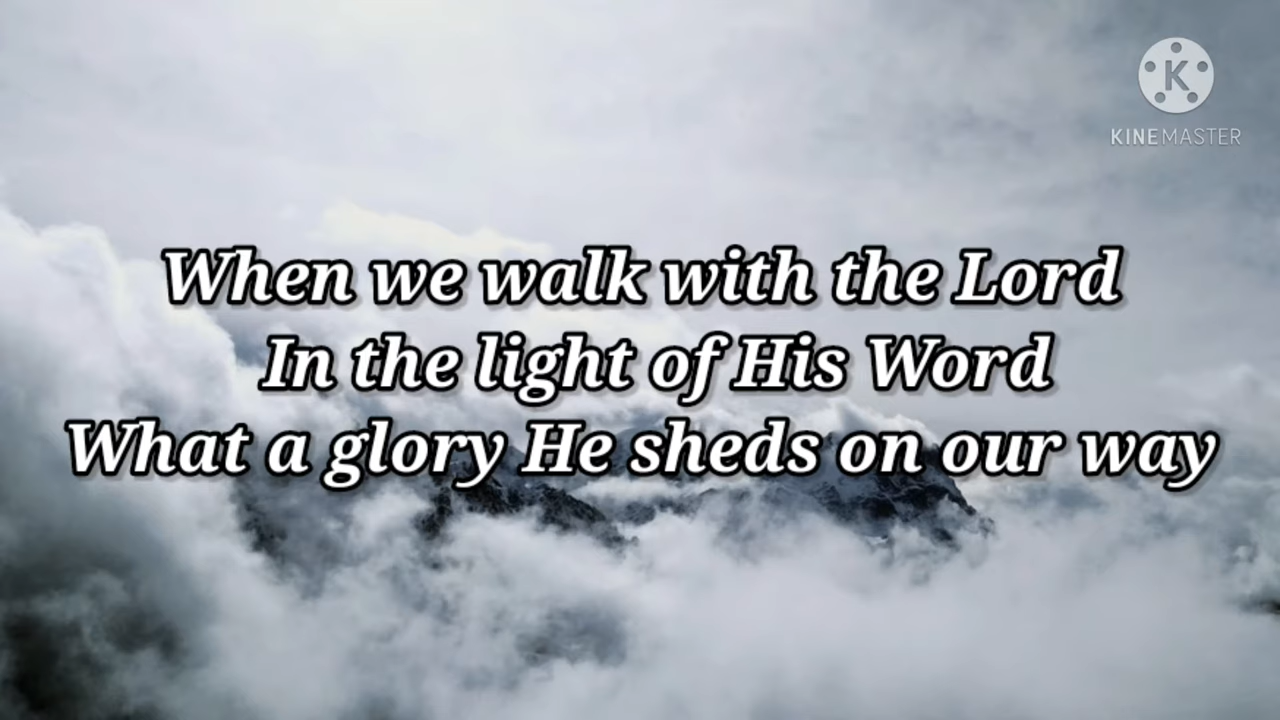 K
KINEMASTER
When we walk with the Lord
In the light of His Word
What a glory He sheds on our way